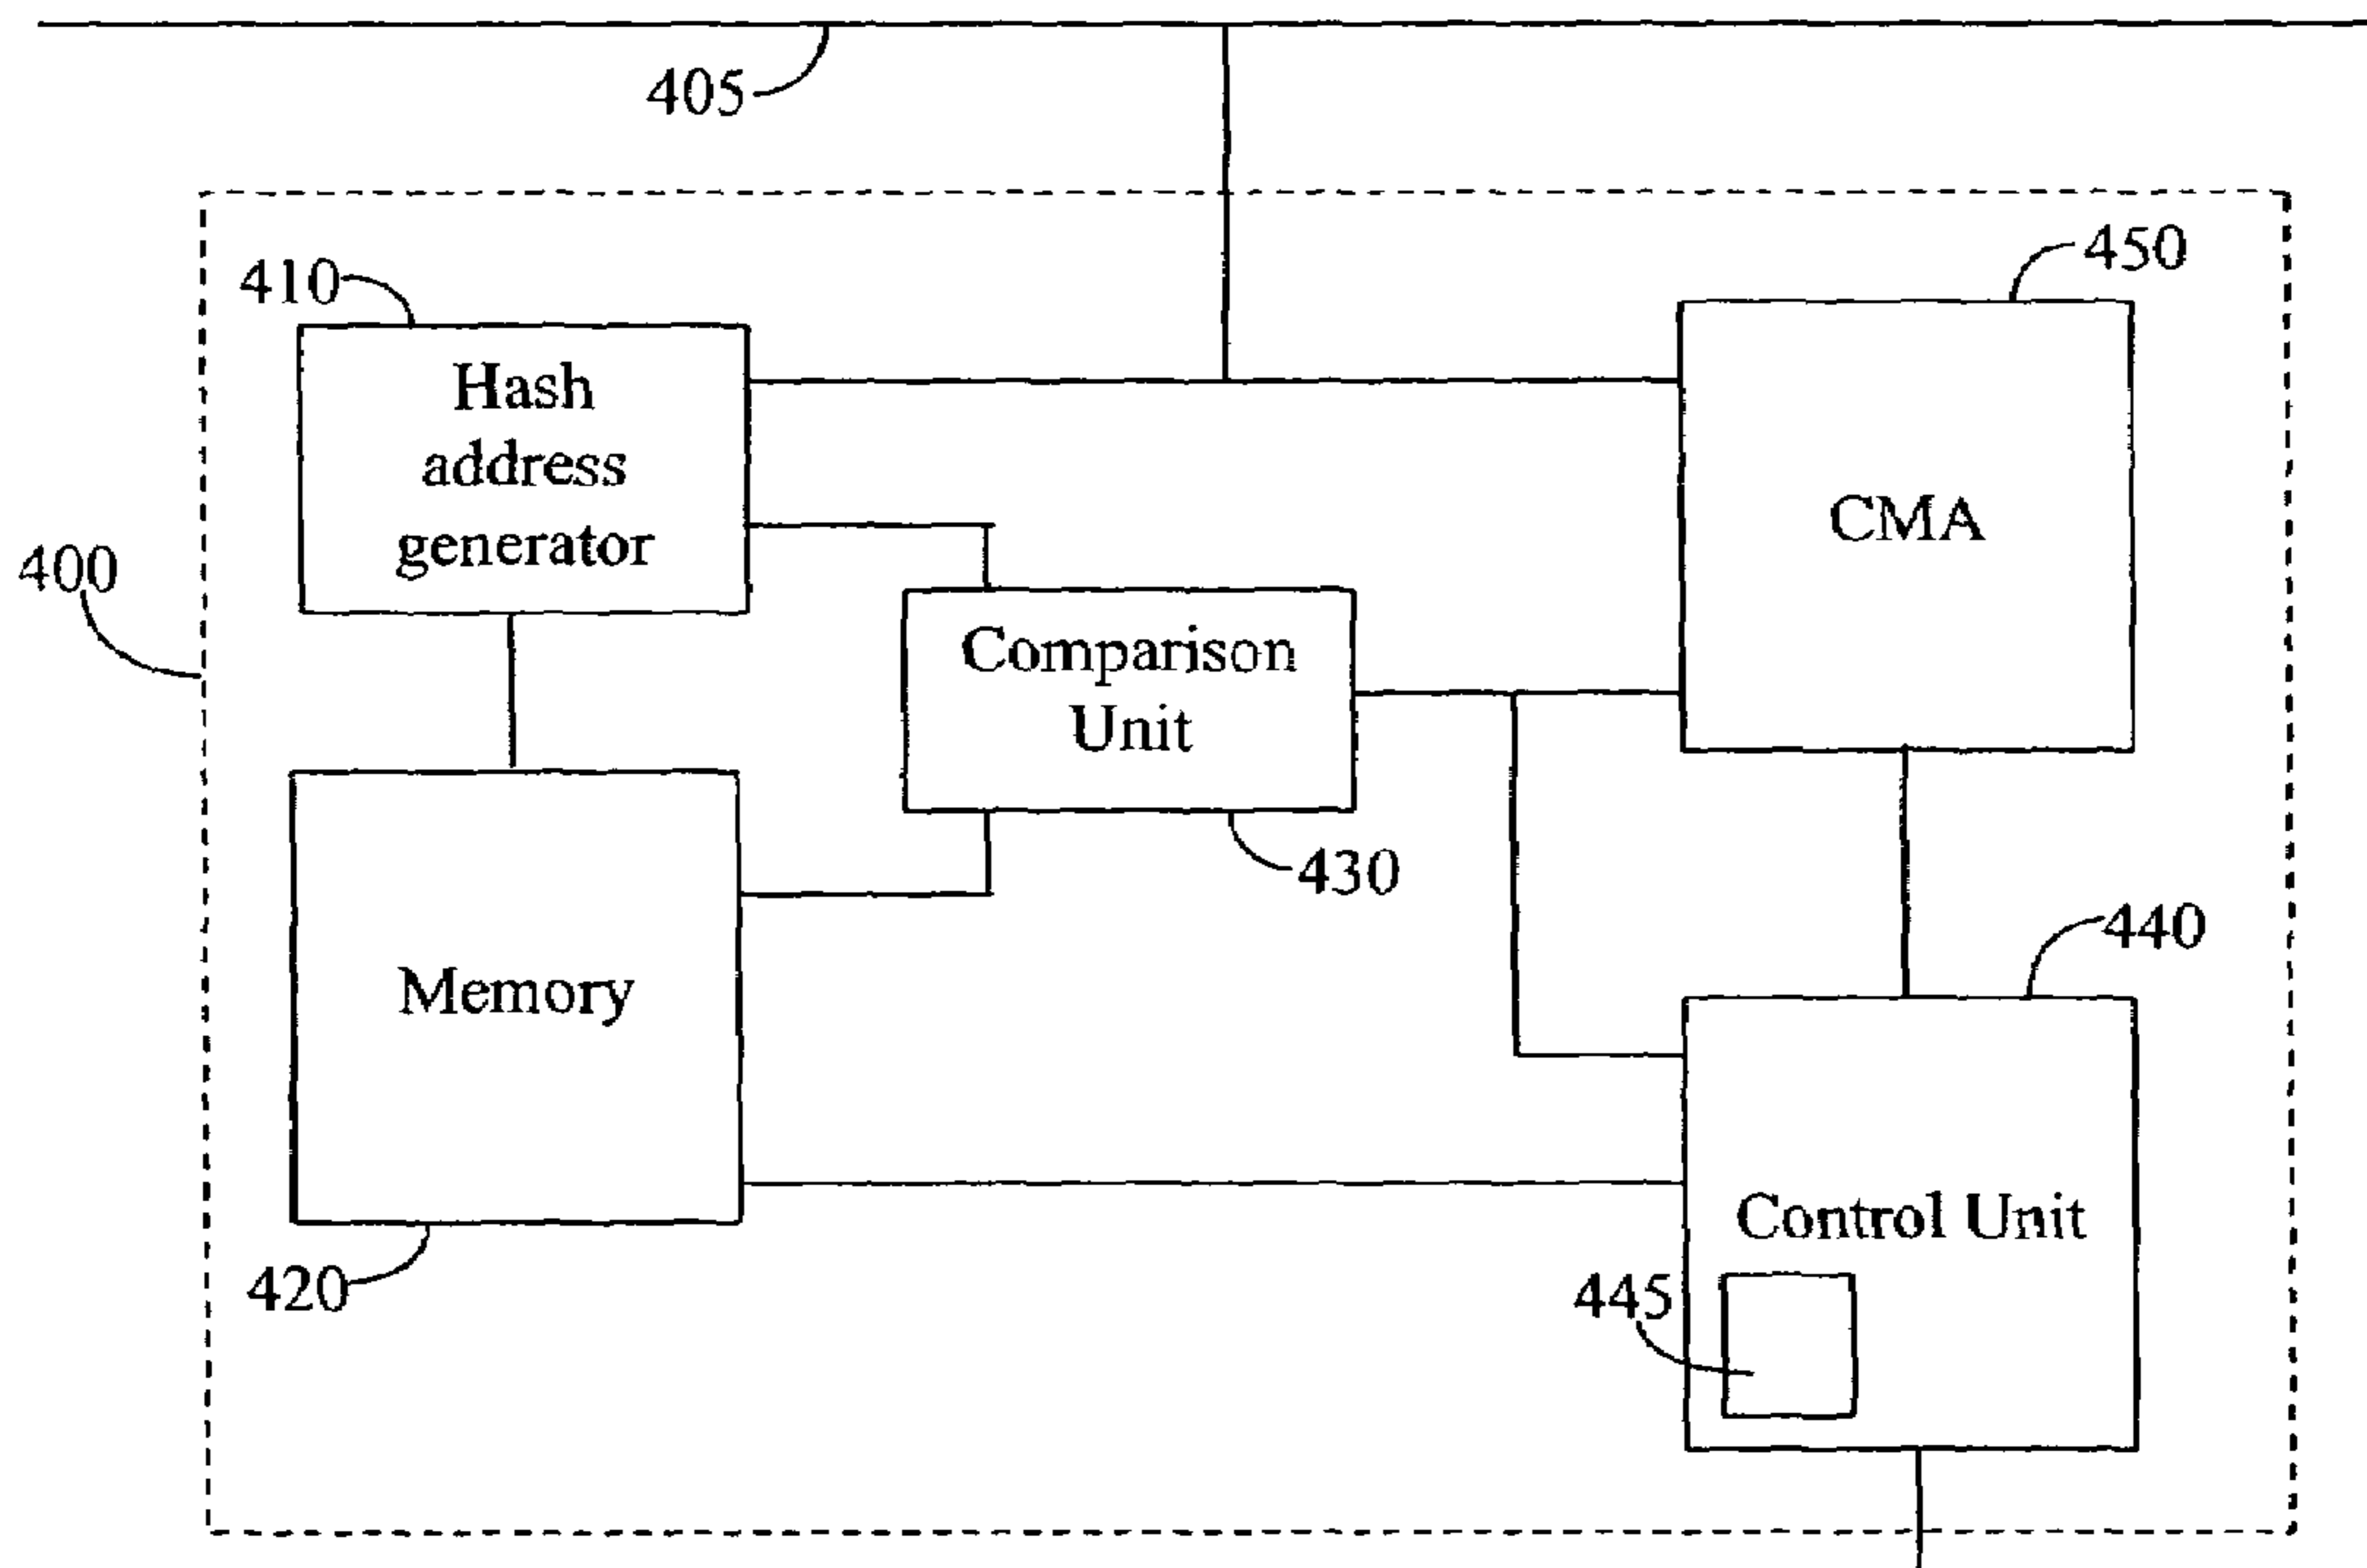 405
450
410
Hash
address
generator
CMA
400
Comparison
Unit
430
440
Memory
Control Unit
445
420